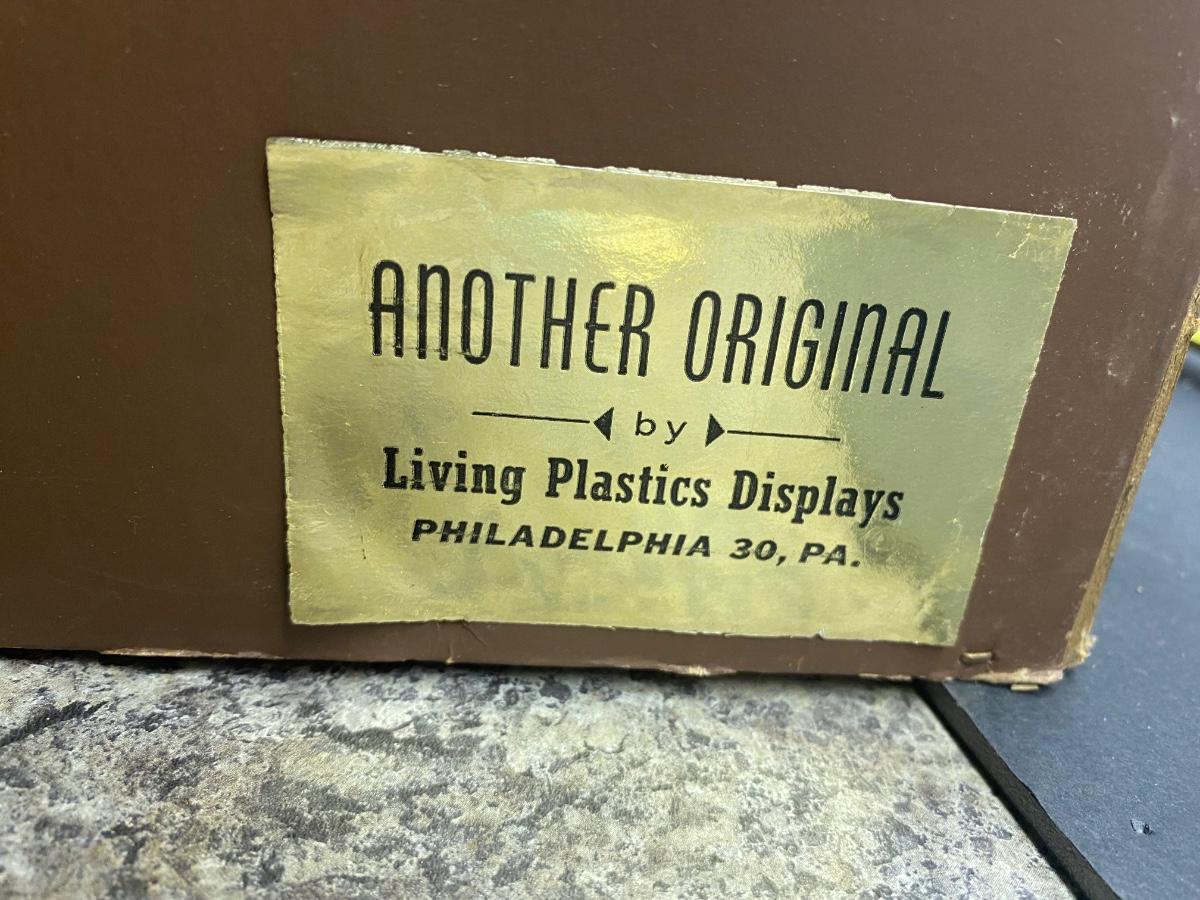 ANOTHER ORIGINAL
by
Living Plastics Displays
PHILADELPHIA 30, PA.